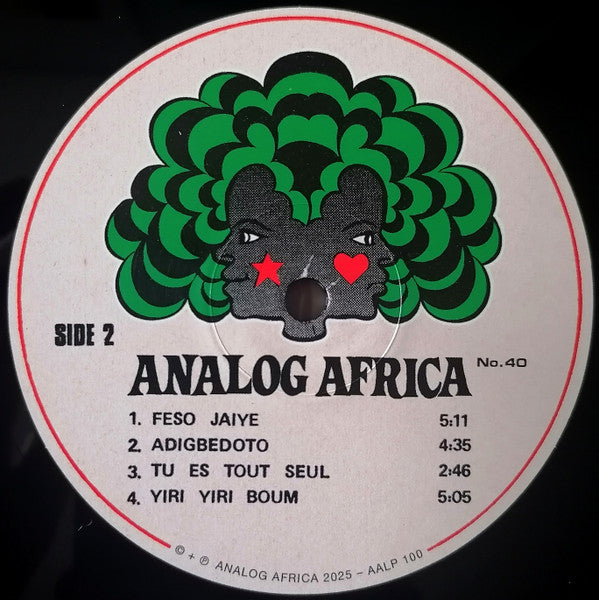 SIDE 2
ANALOG AFRICA No.40
1. FESO JAIYE 5:11
2. ADIGBEDOTO 4:35
3. TU ES TOUT SEUL 2:46
4. YIRI YIRI BOUM 5:05
© + ℗ ANALOG AFRICA 2025 – AALP 100